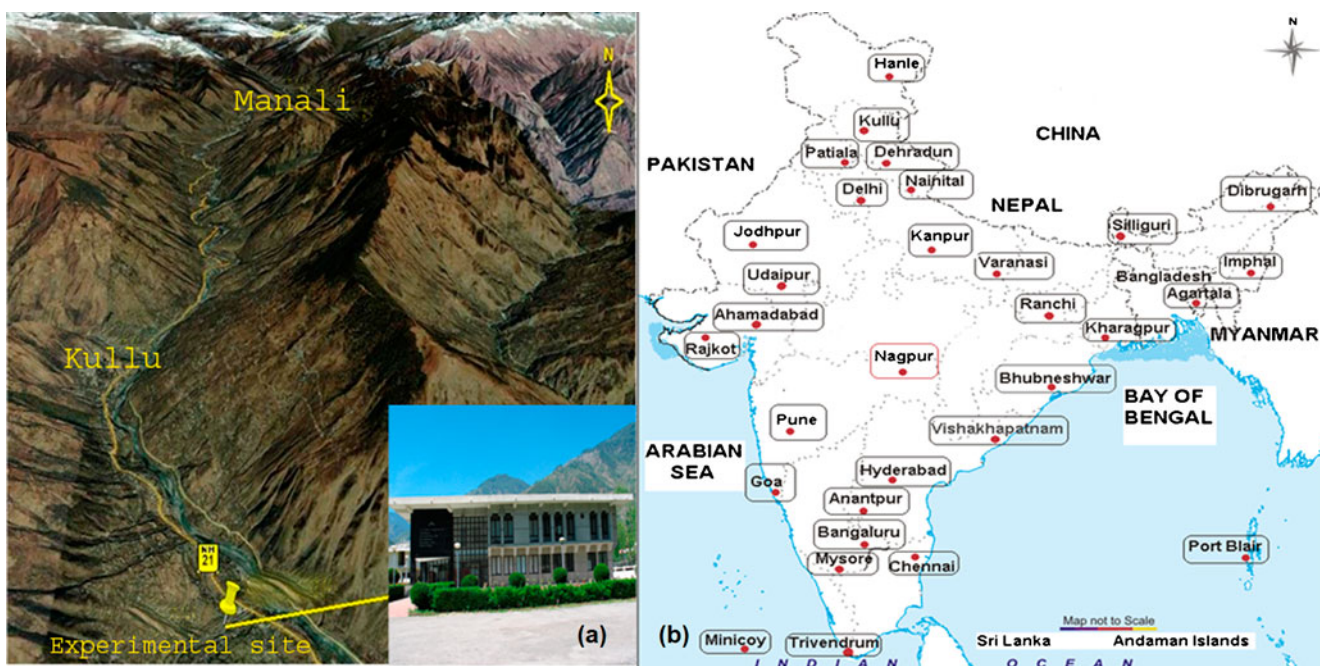 Manali
N
Kullu
NH
21
Experimental site
(a)
N
Hanle
Kullu
CHINA
Patiala
Dehradun
PAKISTAN
Delhi
Nainital
Dibrugarh
NEPAL
Silliguri
Jodhpur
Kanpur
Imphal
Varanasi
Udaipur
Bangladesh
Agartala
Ranchi
Ahamadabad
Kharagpur
MYANMAR
Rajkot
Nagpur
Bhubneshwar
BAY OF
BENGAL
Pune
Vishakhapatnam
ARABIAN
SEA
Hyderabad
Goa
Anantpur
Bangaluru
Port Blair
Mysore
Chennai
Map not to Scale
(b)
Minicoy
Trivendrum
Sri Lanka
Andaman Islands
INDIAN OCEAN